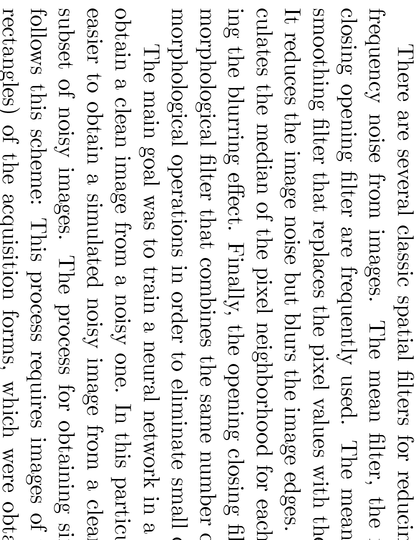 There are several classic spatial filters for reducin
frequency noise from images. The mean filter, the
closing opening filter are frequently used. The mean
smoothing filter that replaces the pixel values with the
It reduces the image noise but blurs the image edges.
culates the median of the pixel neighborhood for each
ing the blurring effect. Finally, the opening closing fil
morphological filter that combines the same number o
morphological operations in order to eliminate small
The main goal was to train a neural network in a
obtain a clean image from a noisy one. In this particu
easier to obtain a simulated noisy image from a clea
subset of noisy images. The process for obtaining si
follows this scheme: This process requires images of
rectangles) of the acquisition forms, which were obta